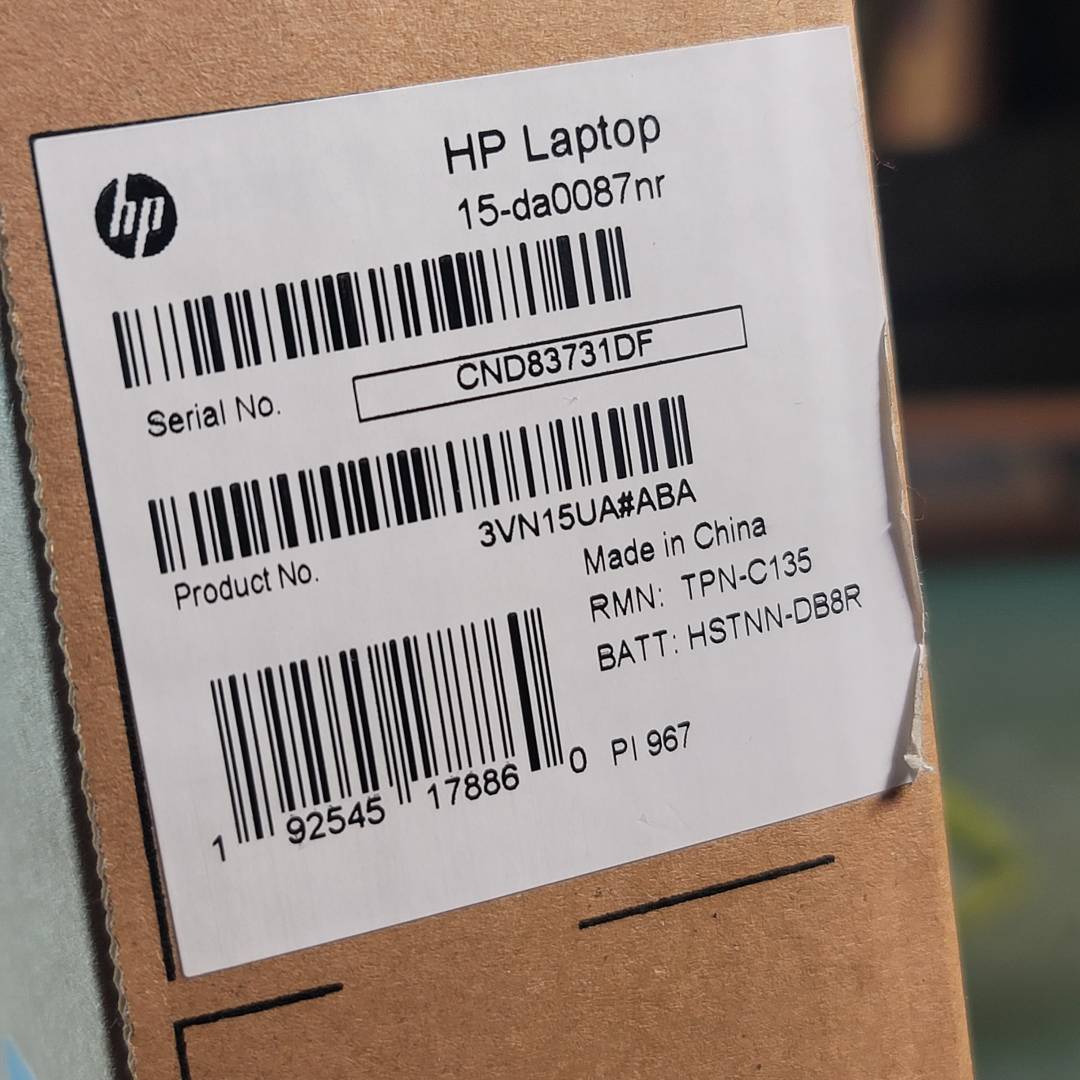 hp
HP Laptop
15-da0087nr
Serial No.
CND83731DF
3VN15UA#ABA
Product No.
Made in China
RMN: TPN-C135
BATT: HSTNN-DB8R
1 92545 17886 0
PI 967